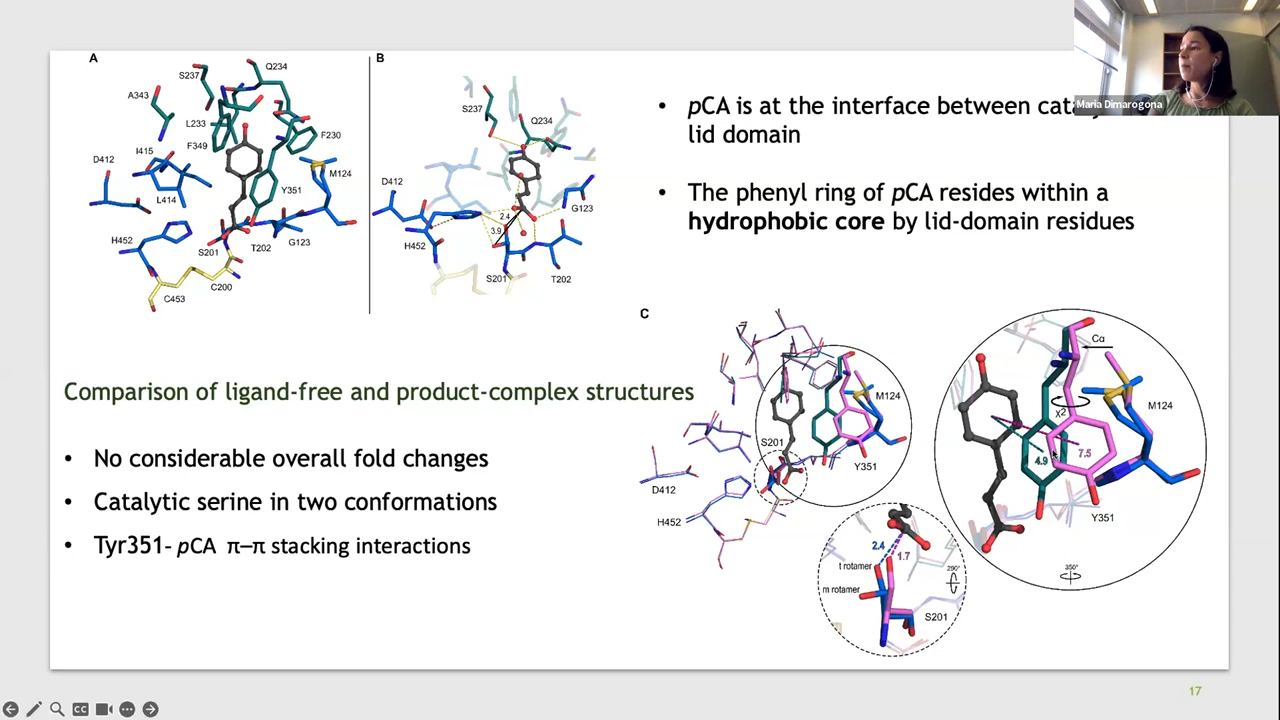 A
S237
Q234
A343
L233
F349
F230
I415
D412
Y351
M124
L414
H452
S201
T202
G123
C200
C453
B
S237
Q234
D412
G123
2.4
H452
3.9
S201
T202
• pCA is at the interface between
lid domain
Maria Dimarogona
• The phenyl ring of pCA resides within a
hydrophobic core by lid-domain residues
Comparison of ligand-free and product-complex structures
• No considerable overall fold changes
• Catalytic serine in two conformations
• Tyr351- pCA π–π stacking interactions
C
M124
S201
Y351
D412
H452
2.4
1.7
t rotamer
290°
m rotamer
S201
Cα
χ2
M124
4.9
7.5
Y351
350°
17
CC